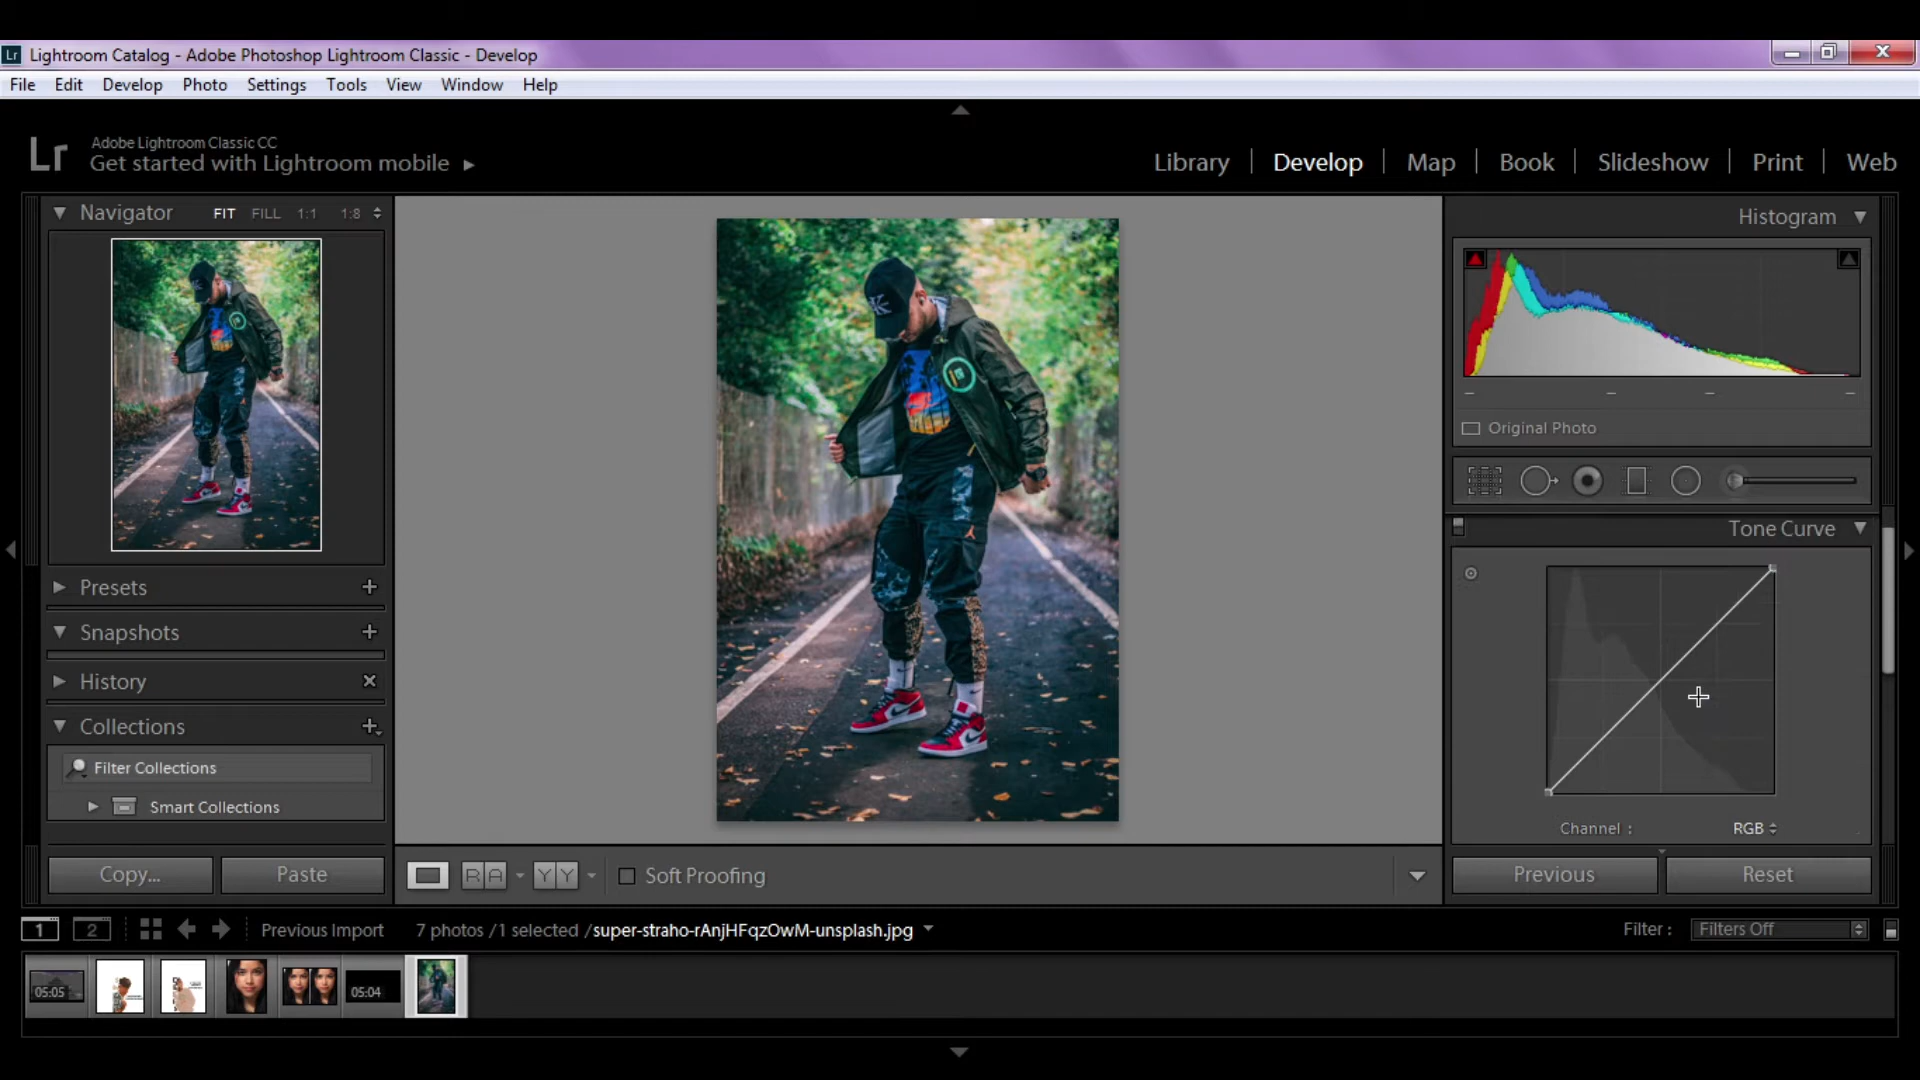 Lr Lightroom Catalog - Adobe Photoshop Lightroom Classic - Develop
File Edit Develop Photo Settings Tools View Window Help
Lr
Adobe Lightroom Classic CC
Get started with Lightroom mobile
Library Develop Map Book Slideshow Print Web
Navigator FIT FILL 1:1 1:8
Presets
Snapshots
History
Collections
Filter Collections
Smart Collections
Copy... Paste
K
Histogram
Original Photo
Tone Curve
Channel : RGB
Previous Reset
R A Y Y Soft Proofing
1 2 Previous Import 7 photos /1 selected /super-straho-rAnjHFqzOwM-unsplash.jpg
Filter : Filters Off
05:05 05:04